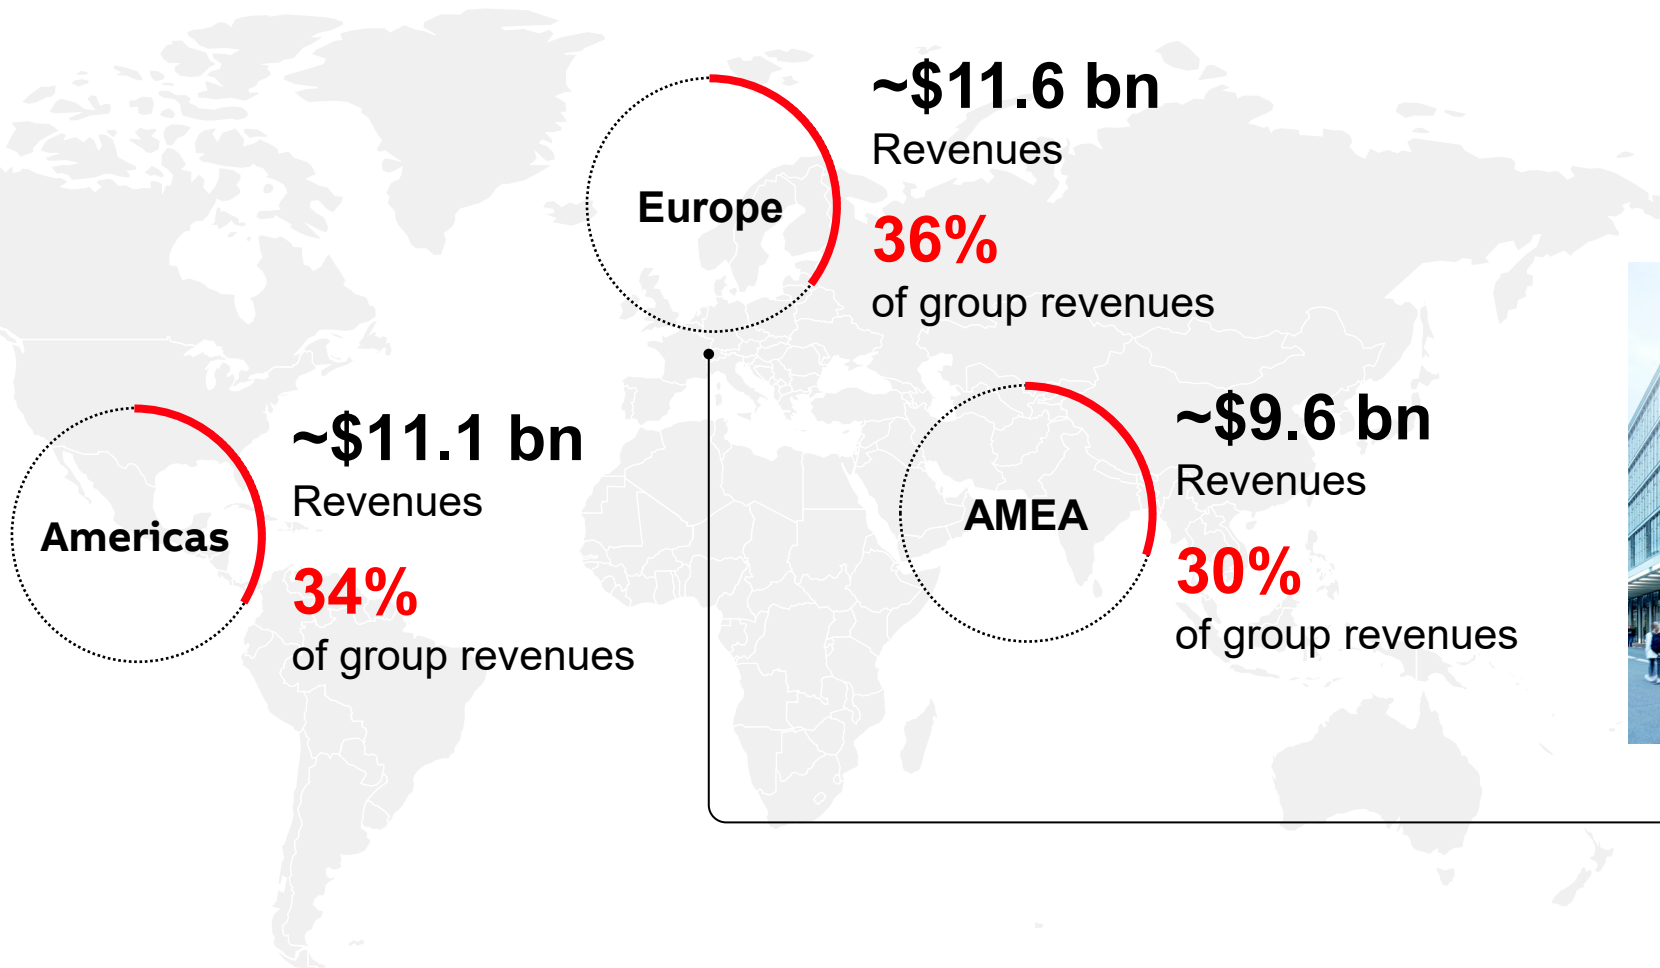 ~$11.6 bn
Revenues
Europe
36%
of group revenues
~$11.1 bn
Revenues
Americas
34%
of group revenues
~$9.6 bn
Revenues
AMEA
30%
of group revenues